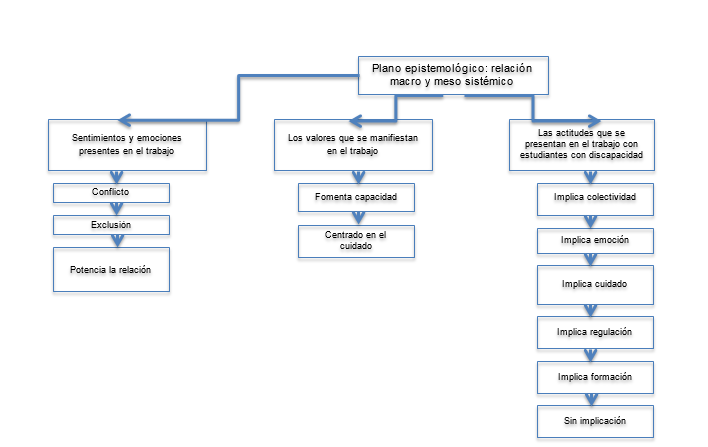 Plano epistemológico: relación
macro y meso sistémico
Sentimientos y emociones
presentes en el trabajo
Conflicto
Exclusión
Potencia la relación
Los valores que se manifiestan
en el trabajo
Fomenta capacidad
Centrado en el
cuidado
Las actitudes que se
presentan en el trabajo con
estudiantes con discapacidad
Implica colectividad
Implica emoción
Implica cuidado
Implica regulación
Implica formación
Sin implicación